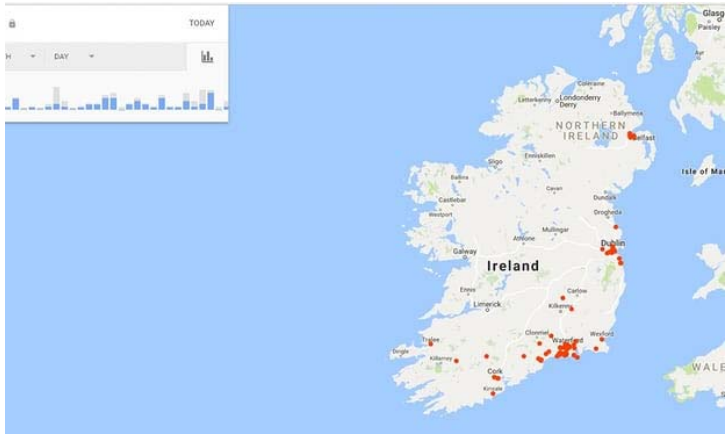 TODAY
H
DAY
Glasg
Paisley
Ayr
Coleraine
Letterkenny
Londonderry
Derry
Ballymena
NORTHERN
IRELAND
Belfast
Enniskillen
Sligo
Isle of Man
Ballina
Cavan
Dundalk
Castlebar
Westport
Drogheda
Mullingar
Athlone
Dublin
Galway
Ireland
Ennis
Carlow
Limerick
Kilkenny
Clonmel
Wexford
Waterford
Tralee
Dingle
Killarney
Cork
Kinsale
WALE